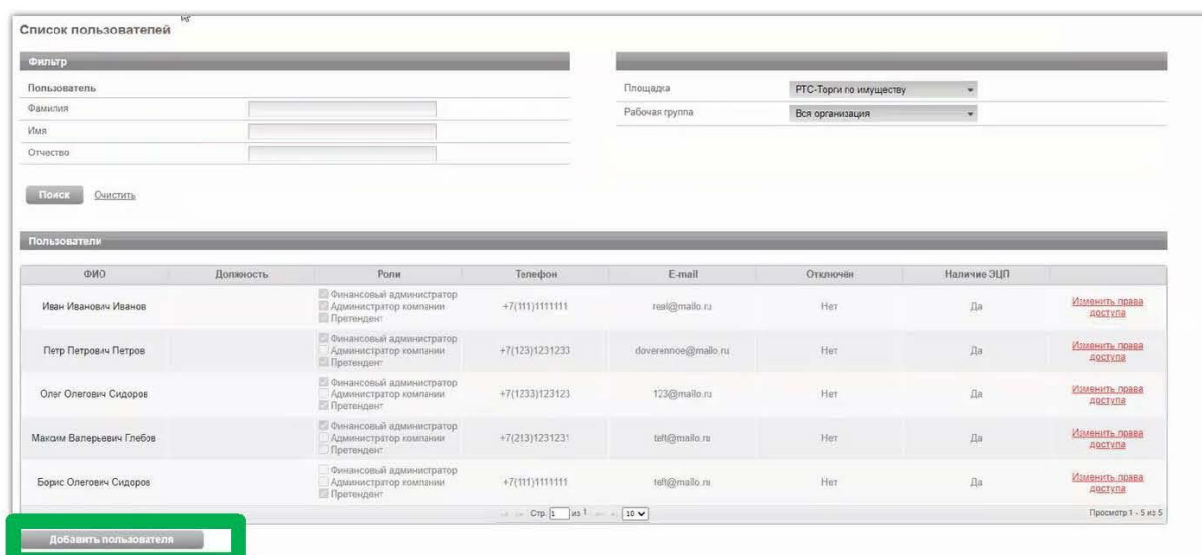 Список пользователей
Фильтр
Пользователь
Фамилия
Имя
Отчество
Площадка РТС-Торги по имуществу
Рабочая группа Вся организация
Поиск Очистить
Пользователи
ФИО Должность Роли Телефон E-mail Отключён Наличие ЭЦП
Финансовый администратор
Иван Иванович Иванов Администратор компании +7(111)1111111 real@mailo.ru Нет Да Изменить права доступа
Претендент
Финансовый администратор
Петр Петрович Петров Администратор компании +7(123)1231233 doverennoe@mailo.ru Нет Да Изменить права доступа
Претендент
Финансовый администратор
Олег Олегович Сидоров Администратор компании +7(1233)123123 123@mailo.ru Нет Да Изменить права доступа
Претендент
Финансовый администратор
Максим Валерьевич Глебов Администратор компании +7(213)1231231 teft@mailo.ru Нет Да Изменить права доступа
Претендент
Финансовый администратор
Борис Олегович Сидоров Администратор компании +7(111)1111111 teft@mailo.ru Нет Да Изменить права доступа
Претендент
Стр. 1 из 1 10 Просмотр 1 - 5 из 5
Добавить пользователя